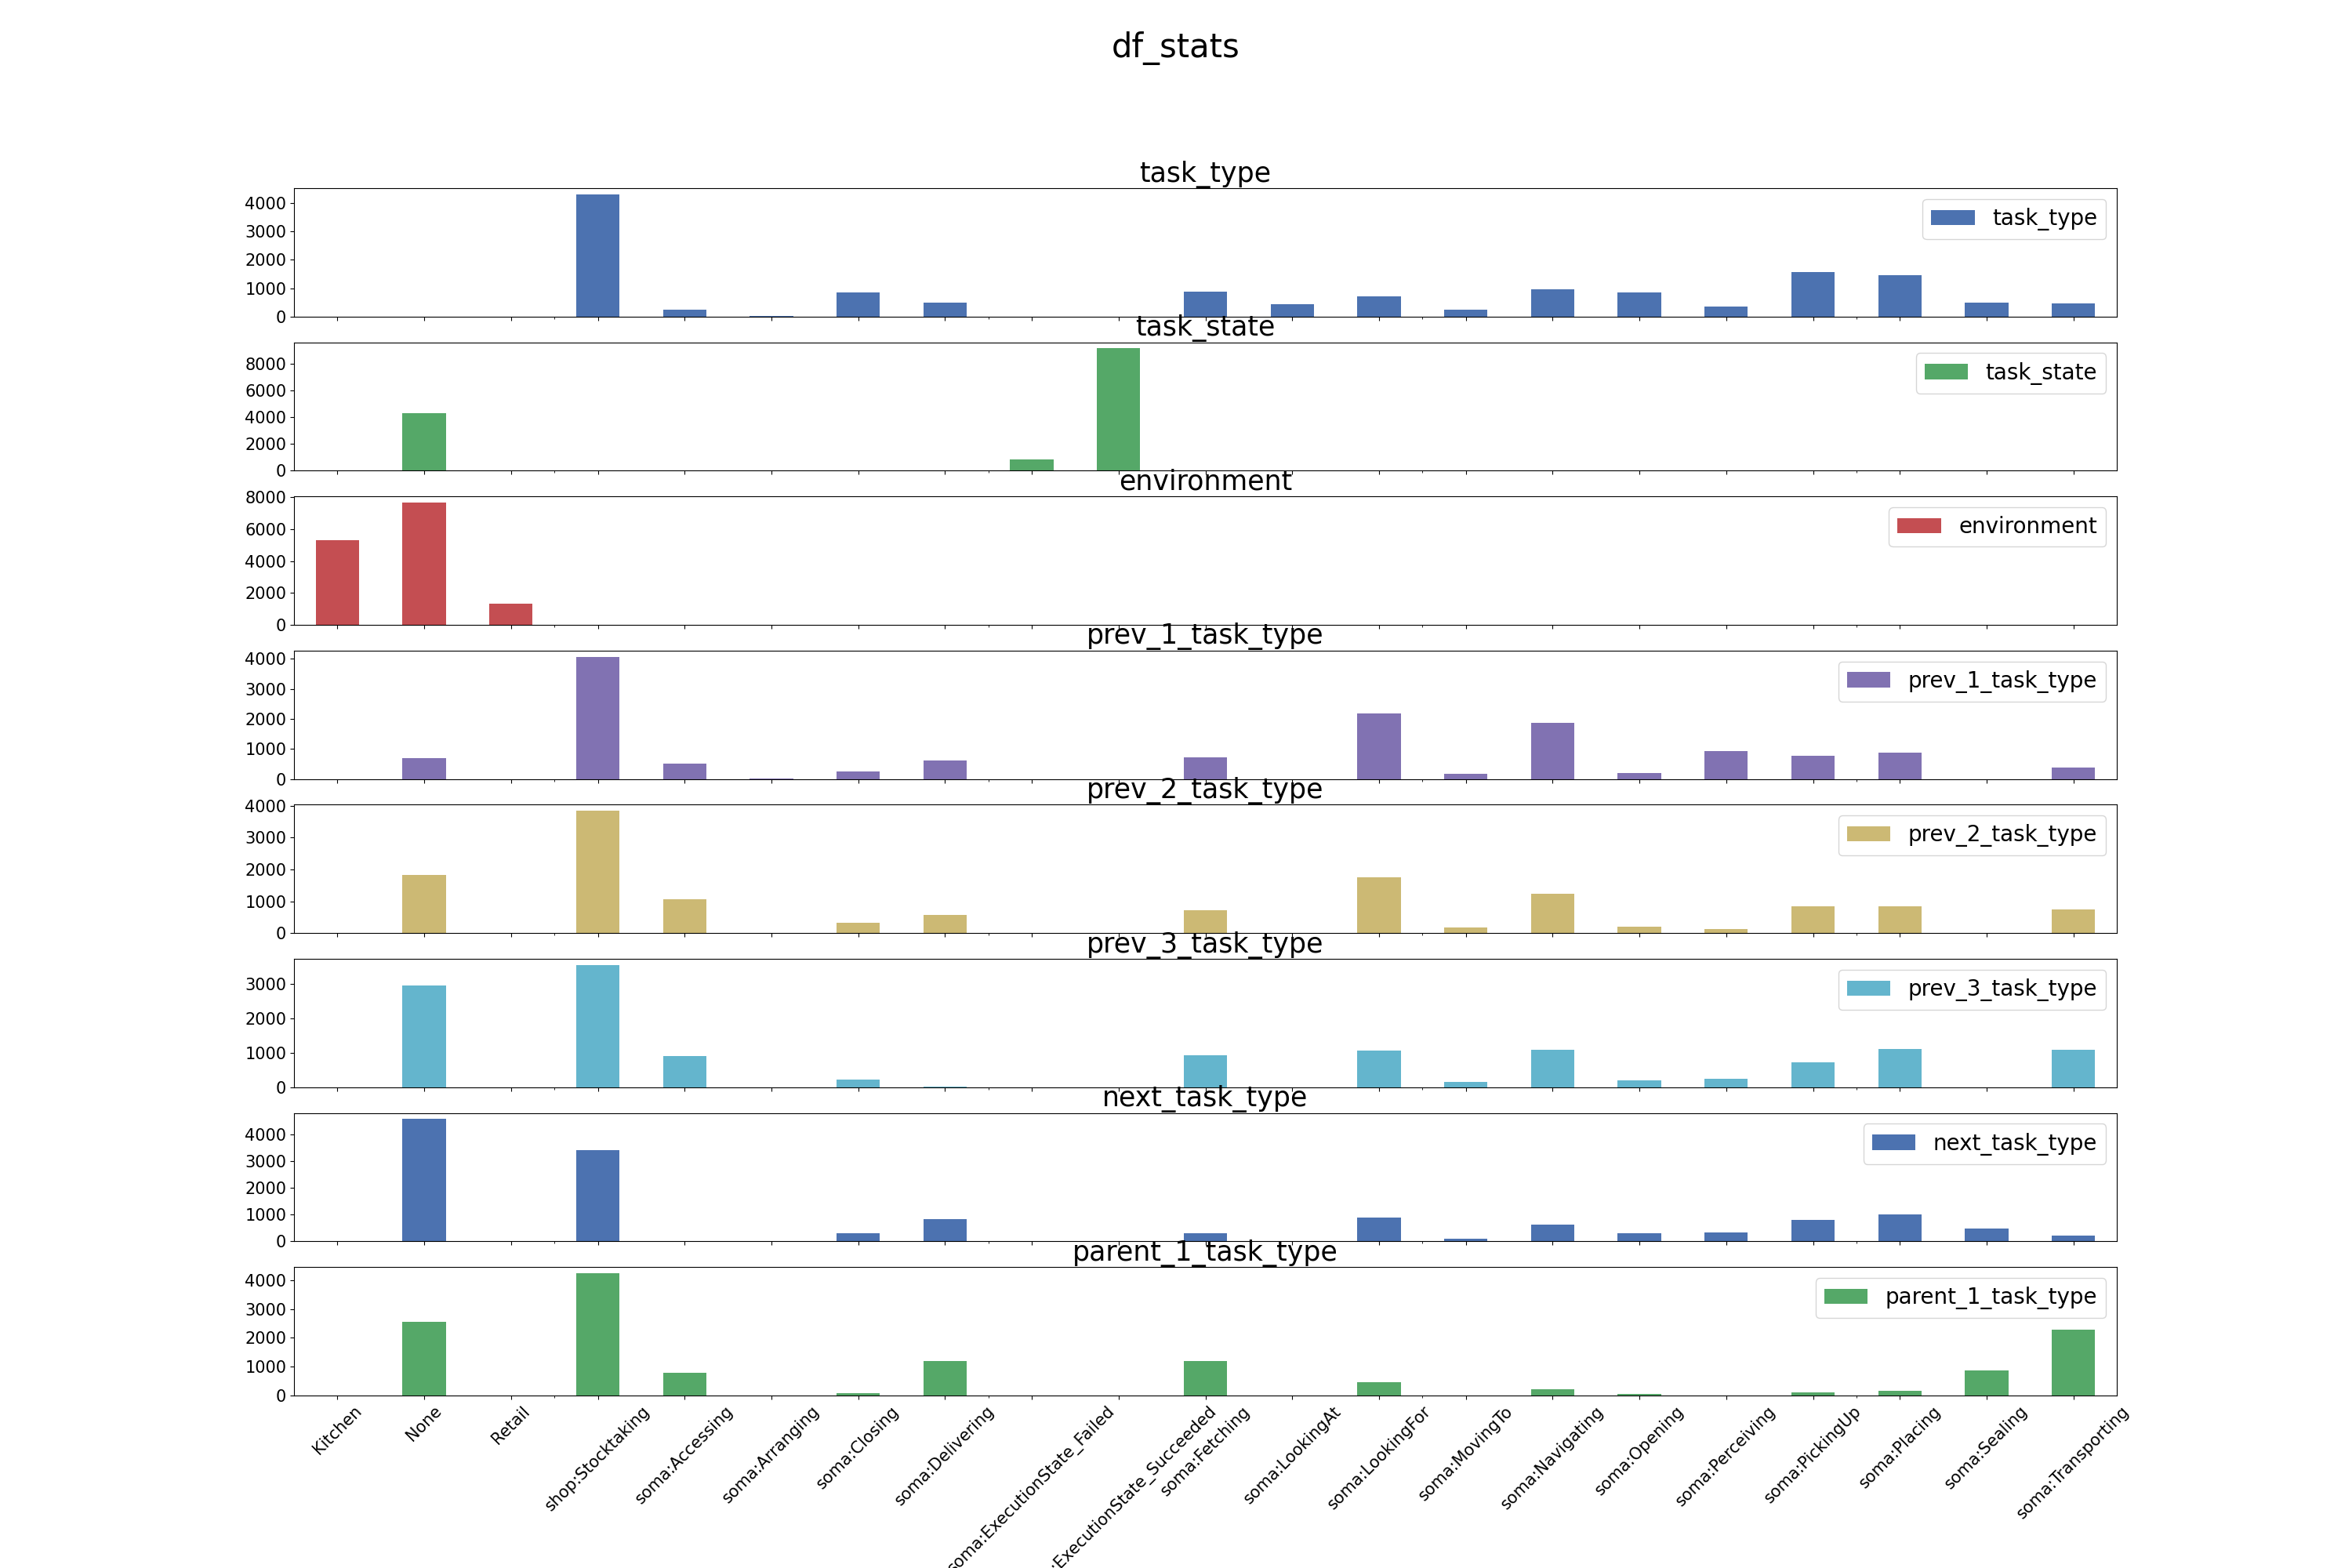 df_stats
task_type
4000
3000
2000
1000
0
task_type
task_state
8000
6000
4000
2000
0
task_state
environment
8000
6000
4000
2000
0
environment
prev_1_task_type
4000
3000
2000
1000
0
prev_1_task_type
prev_2_task_type
4000
3000
2000
1000
0
prev_2_task_type
prev_3_task_type
3000
2000
1000
0
prev_3_task_type
next_task_type
4000
3000
2000
1000
0
next_task_type
parent_1_task_type
4000
3000
2000
1000
0
parent_1_task_type
Kitchen
None
Retail
shop:Stocktaking
soma:Accessing
soma:Arranging
soma:Closing
soma:Delivering
soma:ExecutionState_Failed
:ExecutionState_Succeeded
soma:Fetching
soma:LookingAt
soma:LookingFor
soma:MovingTo
soma:Navigating
soma:Opening
soma:Perceiving
soma:PickingUp
soma:Placing
soma:Sealing
soma:Transporting